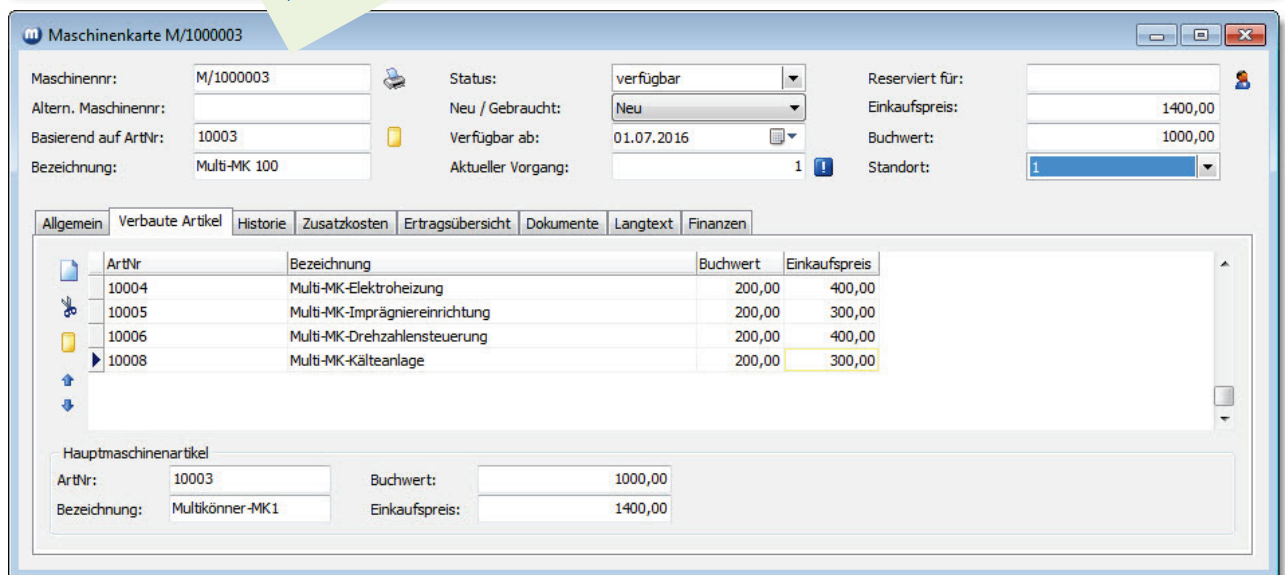 Maschinenkarte M/1000003
Maschinennr: M/1000003 Status: verfügbar Reserviert für:
Altern. Maschinennr: Neu / Gebraucht: Neu Einkaufspreis: 1400,00
Basierend auf ArtNr: 10003 Verfügbar ab: 01.07.2016 Buchwert: 1000,00
Bezeichnung: Multi-MK 100 Aktueller Vorgang: 1 Standort: 1
Allgemein Verbaute Artikel Historie Zusatzkosten Ertragsübersicht Dokumente Langtext Finanzen
ArtNr Bezeichnung Buchwert Einkaufspreis
10004 Multi-MK-Elektroheizung 200,00 400,00
10005 Multi-MK-Imprägniereinrichtung 200,00 300,00
10006 Multi-MK-Drehzahlensteuerung 200,00 400,00
10008 Multi-MK-Kälteanlage 200,00 300,00
Hauptmaschinenartikel
ArtNr: 10003 Buchwert: 1000,00
Bezeichnung: Multikönner-MK1 Einkaufspreis: 1400,00